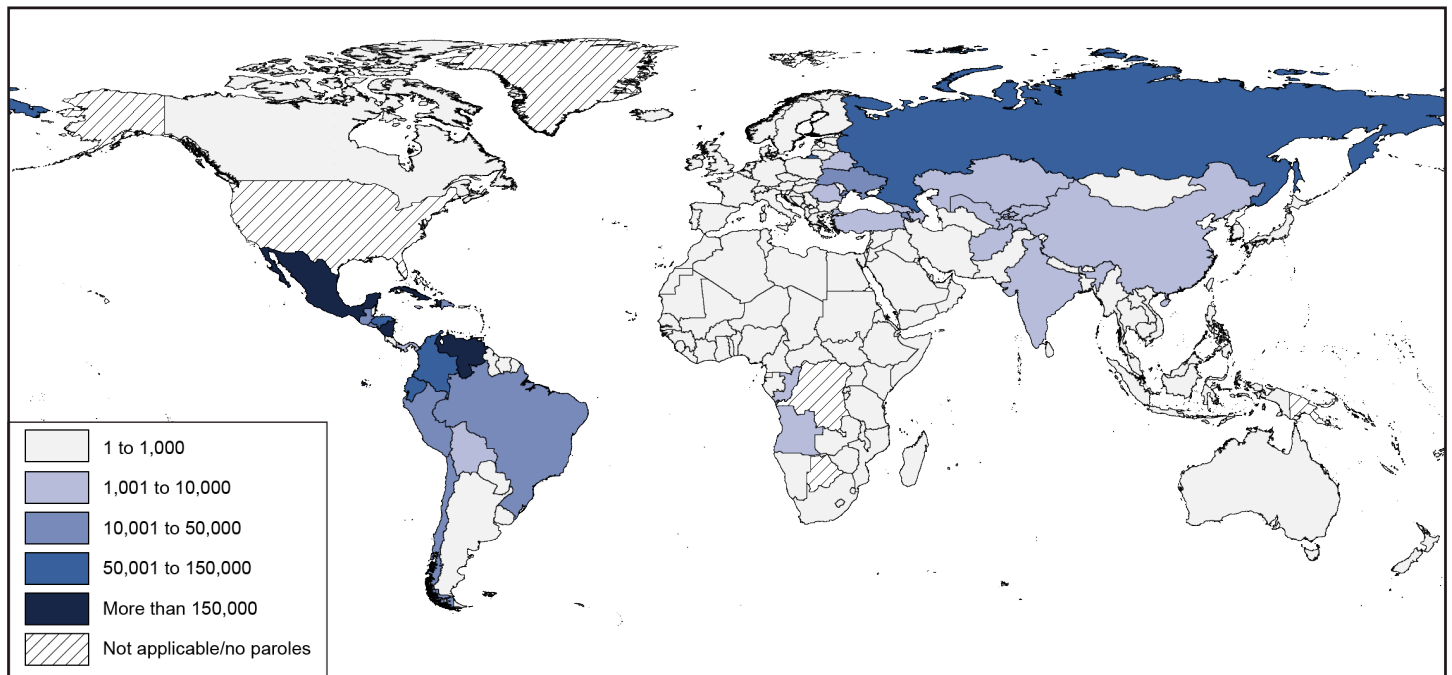 1 to 1,000
1,001 to 10,000
10,001 to 50,000
50,001 to 150,000
More than 150,000
Not applicable/no paroles